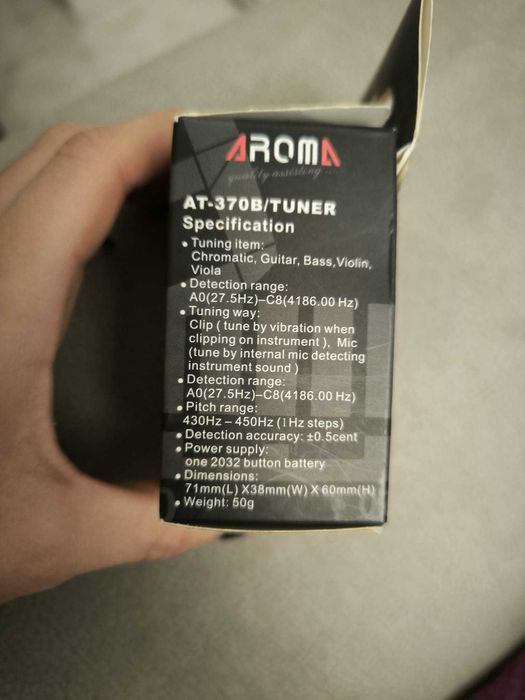 AROMA
quality assisting ....
AT-370B/TUNER
Specification
• Tuning item:
Chromatic, Guitar, Bass,Violin,
Viola
• Detection range:
A0(27.5Hz)–C8(4186.00 Hz)
• Tuning way:
Clip ( tune by vibration when
clipping on instrument ), Mic
(tune by internal mic detecting
instrument sound )
• Detection range:
A0(27.5Hz)–C8(4186.00 Hz)
• Pitch range:
430Hz – 450Hz (1Hz steps)
• Detection accuracy: ±0.5cent
• Power supply:
one 2032 button battery
• Dimensions:
71mm(L) X38mm(W) X 60mm(H)
• Weight: 50g